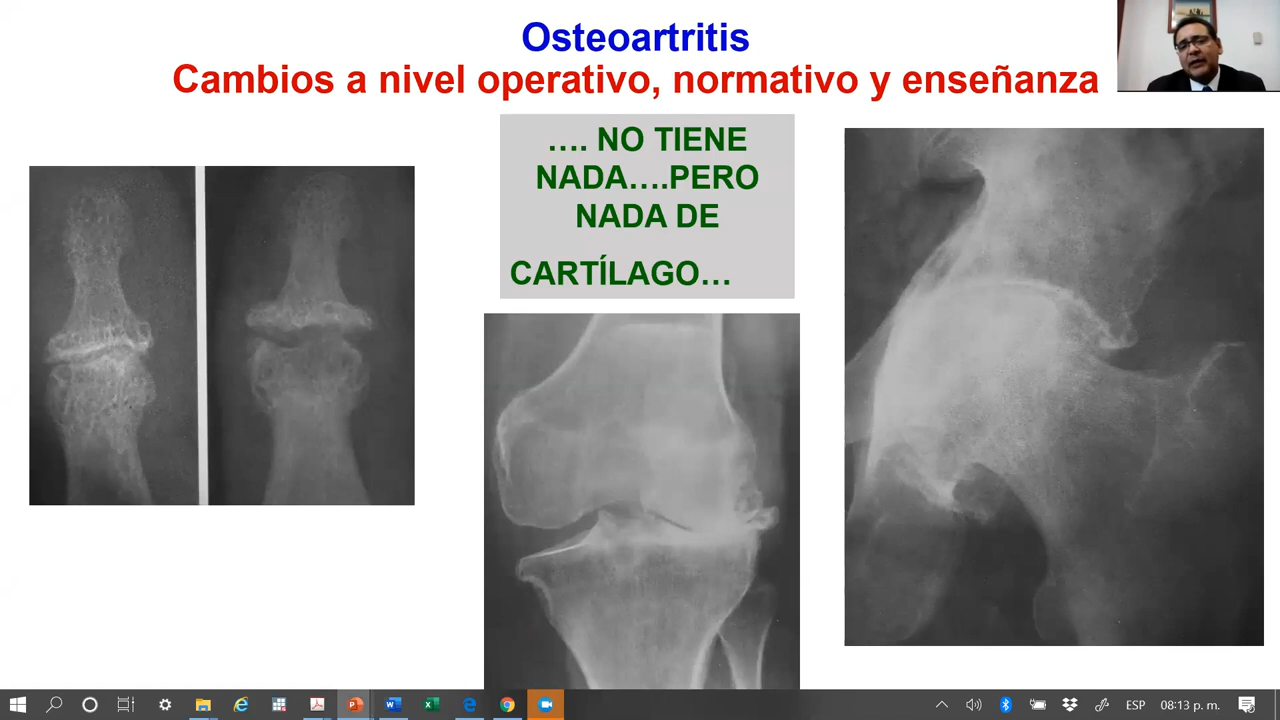 Osteoartritis
Cambios a nivel operativo, normativo y enseñanza
…. NO TIENE
NADA….PERO
NADA DE
CARTÍLAGO…
ESP
08:13 p. m.